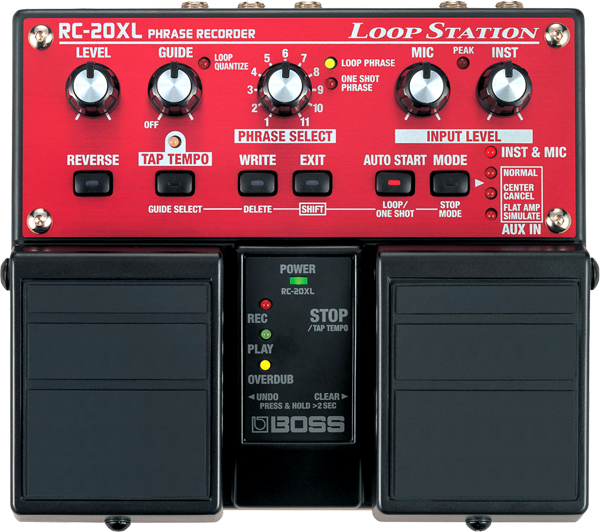 RC-20XL PHRASE RECORDER
LOOP STATION
LEVEL
GUIDE
LOOP
QUANTIZE
OFF
1
2
3
4
5
6
7
8
9
10
11
LOOP PHRASE
ONE SHOT
PHRASE
PHRASE SELECT
MIC
PEAK
INST
INPUT LEVEL
REVERSE
TAP TEMPO
WRITE
EXIT
AUTO START
MODE
GUIDE SELECT
DELETE
SHIFT
LOOP/
ONE SHOT
STOP
MODE
INST & MIC
NORMAL
CENTER
CANCEL
FLAT AMP
SIMULATE
AUX IN
POWER
RC-20XL
REC
STOP
/TAP TEMPO
PLAY
OVERDUB
◄UNDO CLEAR►
PRESS & HOLD >2 SEC
BOSS